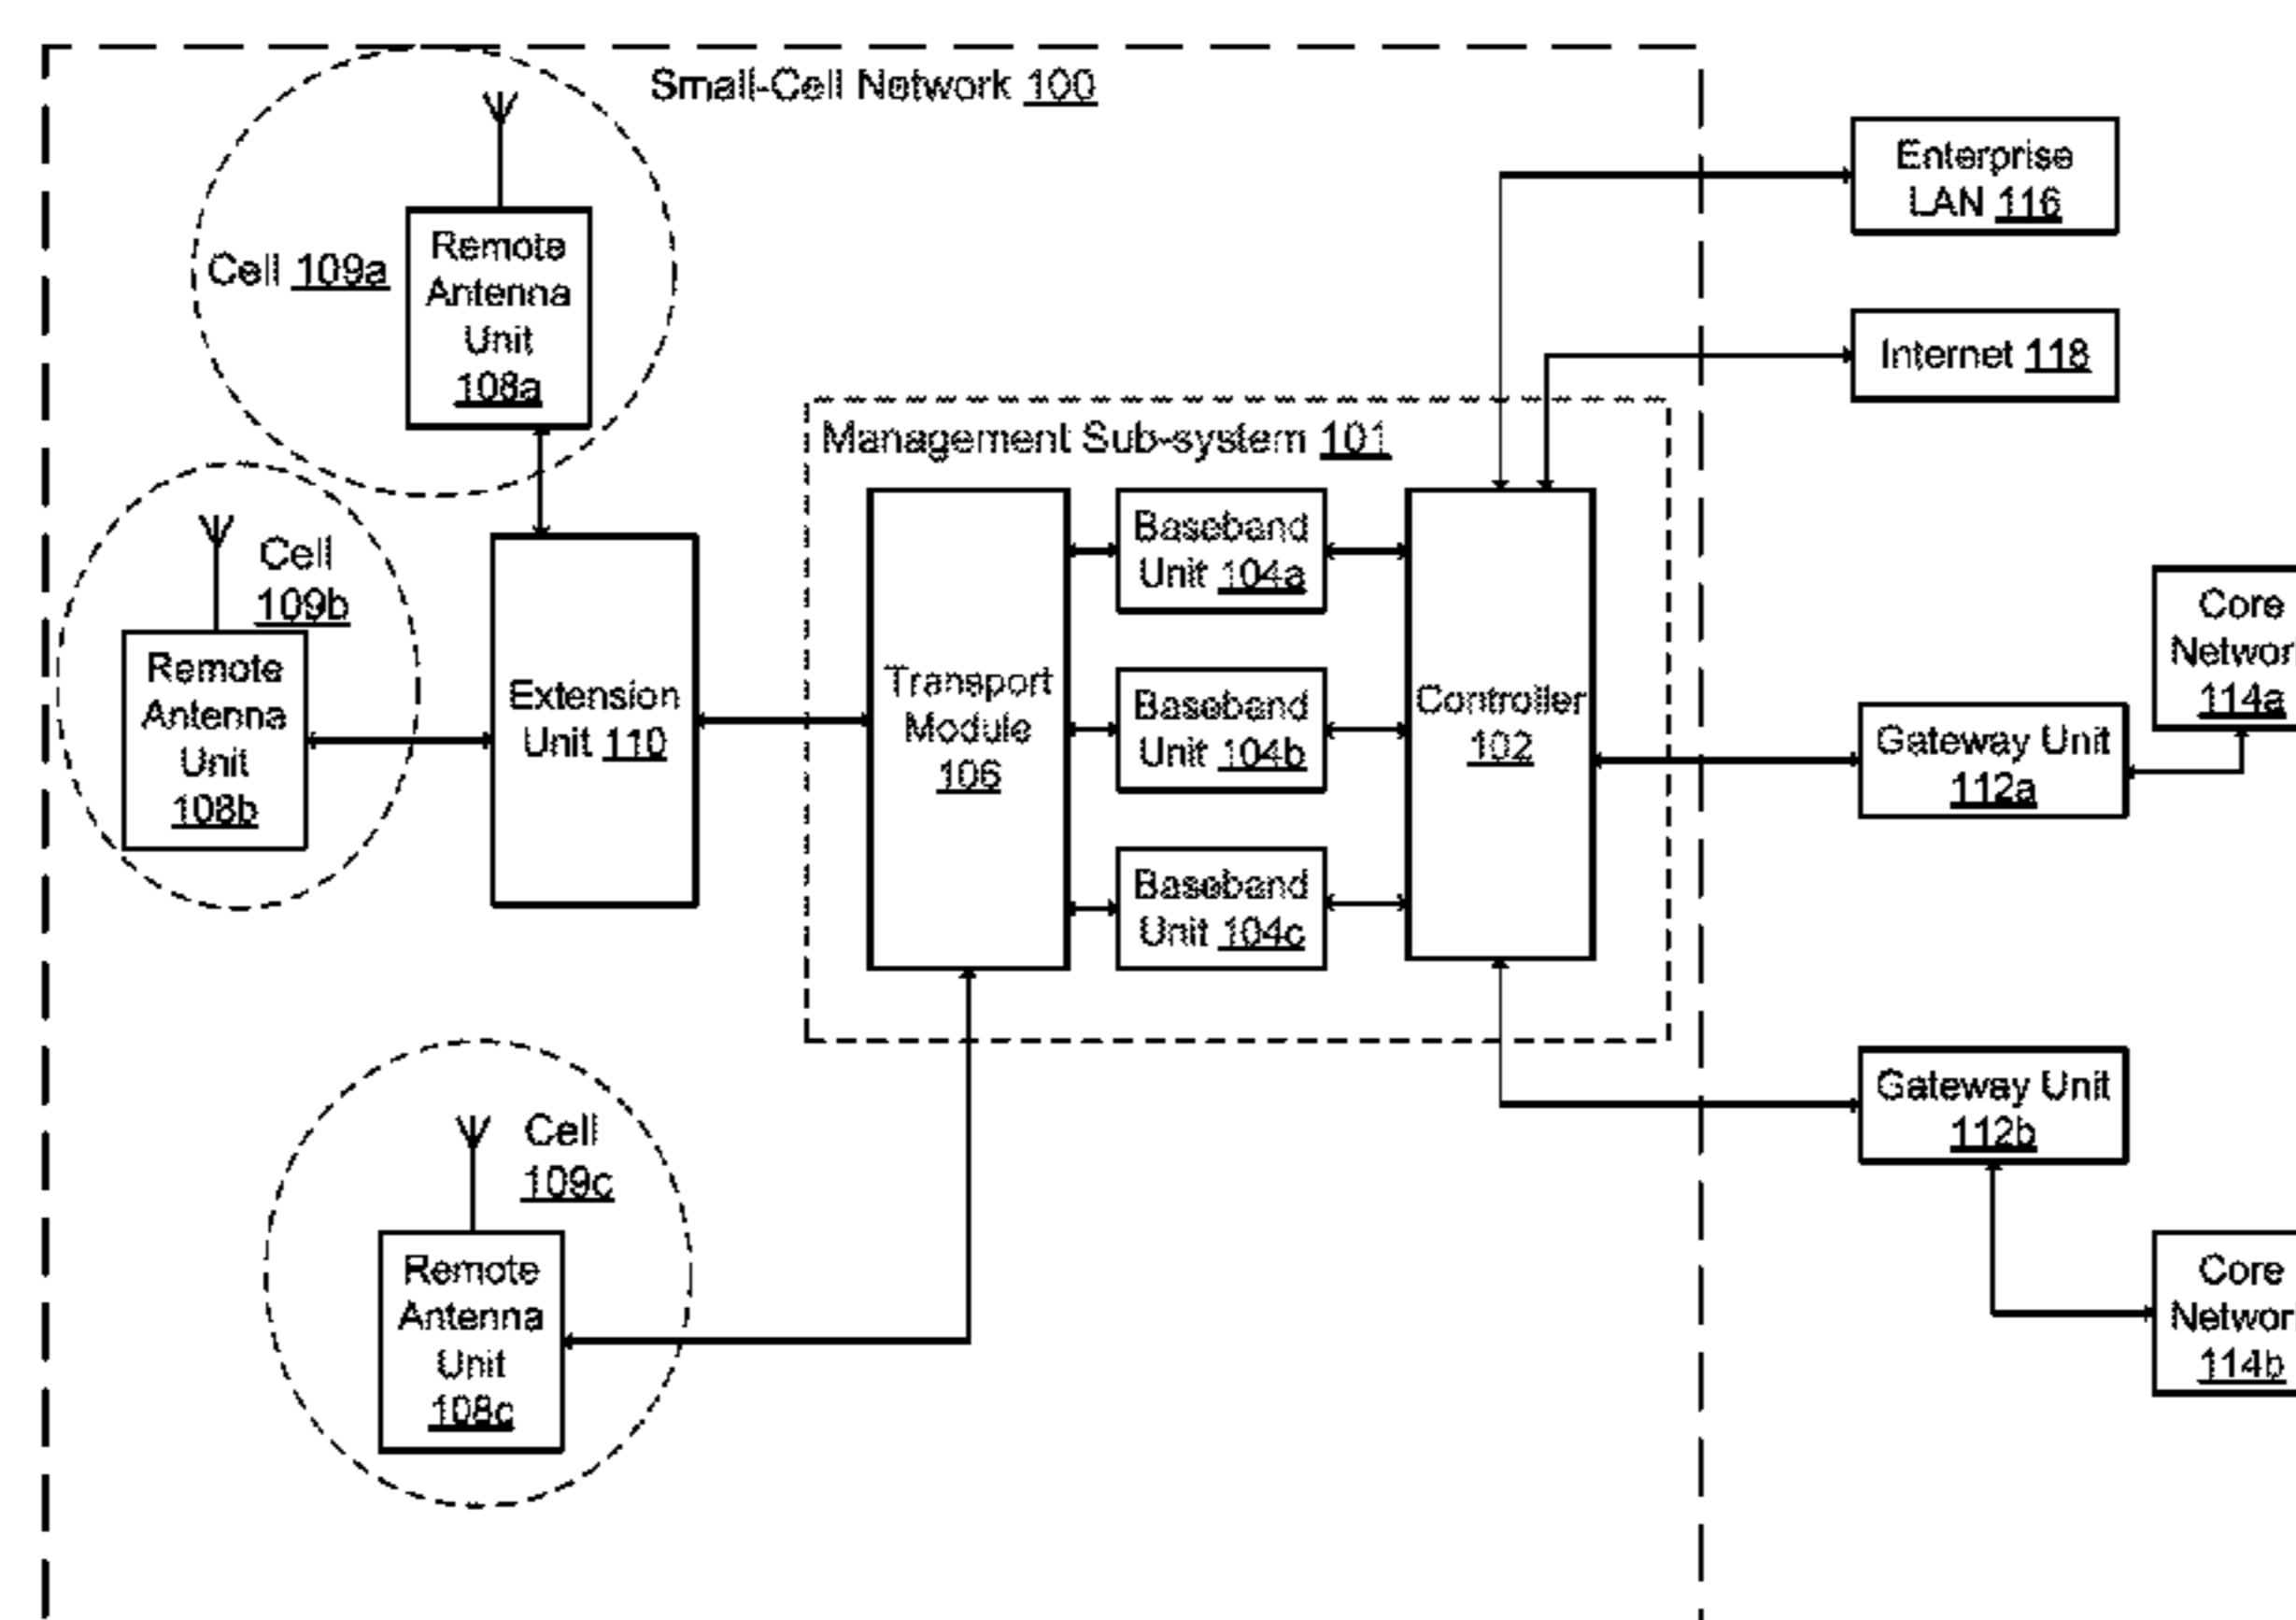 Small-Cell Network 100
Enterprise
LAN 116
Remote
Antenna
Unit
108a
Cell 109a
Internet 118
Management Sub-system 101
Cell
109b
Remote
Antenna
Unit
108b
Extension
Unit 110
Transport
Module
106
Baseband
Unit 104a
Baseband
Unit 104b
Baseband
Unit 104c
Controller
102
Core
Networ
114a
Gateway Unit
112a
Gateway Unit
112b
Cell
109c
Remote
Antenna
Unit
108c
Core
Networ
114b